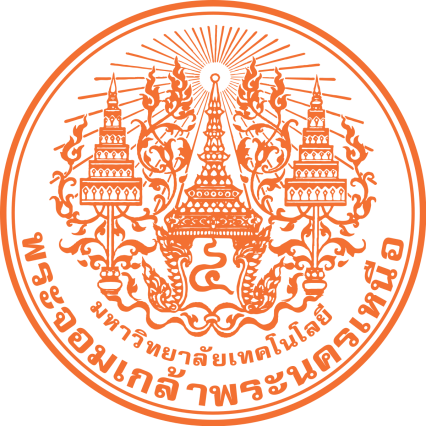 ๔
มหาวิทยาลัยเทคโนโลยี
พระจอมเกล้าพระนครเหนือ